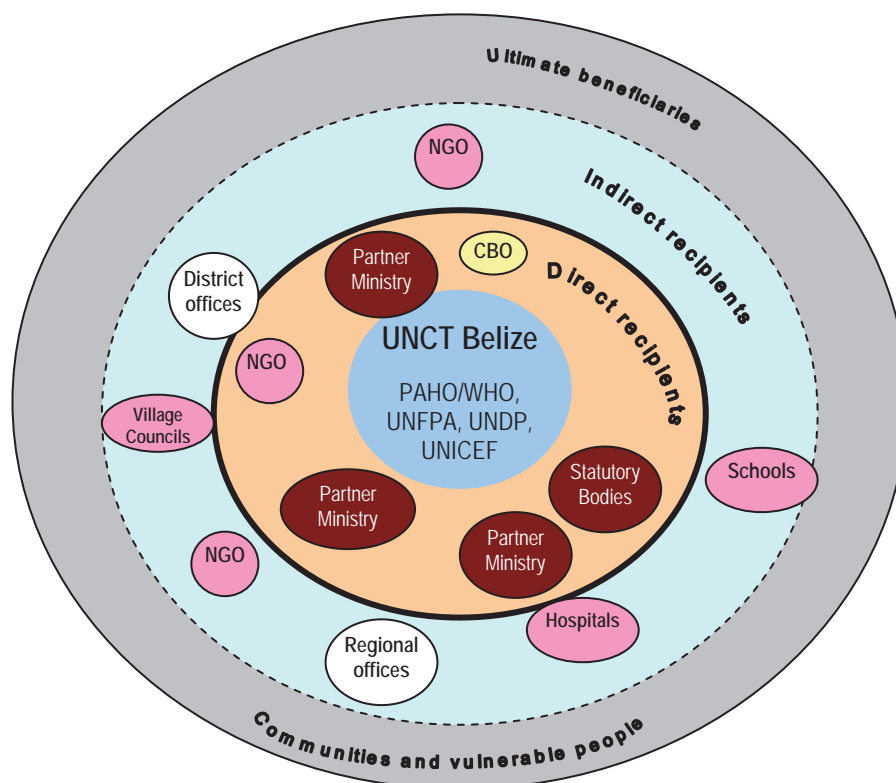 Ultimate beneficiaries
NGO
Indirect recipients
Partner
Ministry
CBO
Direct recipients
District
offices
UNCT Belize
NGO
PAHO/WHO,
UNFPA, UNDP,
UNICEF
Village
Councils
Statutory
Bodies
Schools
Partner
Ministry
Partner
Ministry
NGO
Hospitals
Regional
offices
Communities and vulnerable people